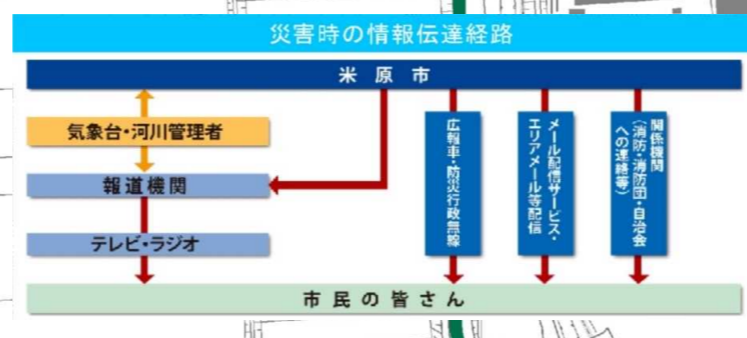 災害時の情報伝達経路
米原市
気象台・河川管理者
報道機関
テレビ・ラジオ
広報車・防災行政無線
メール配信サービス・
エリアメール等配信
関係機関
(消防・消防団・自治会
への連絡等)
市民の皆さん